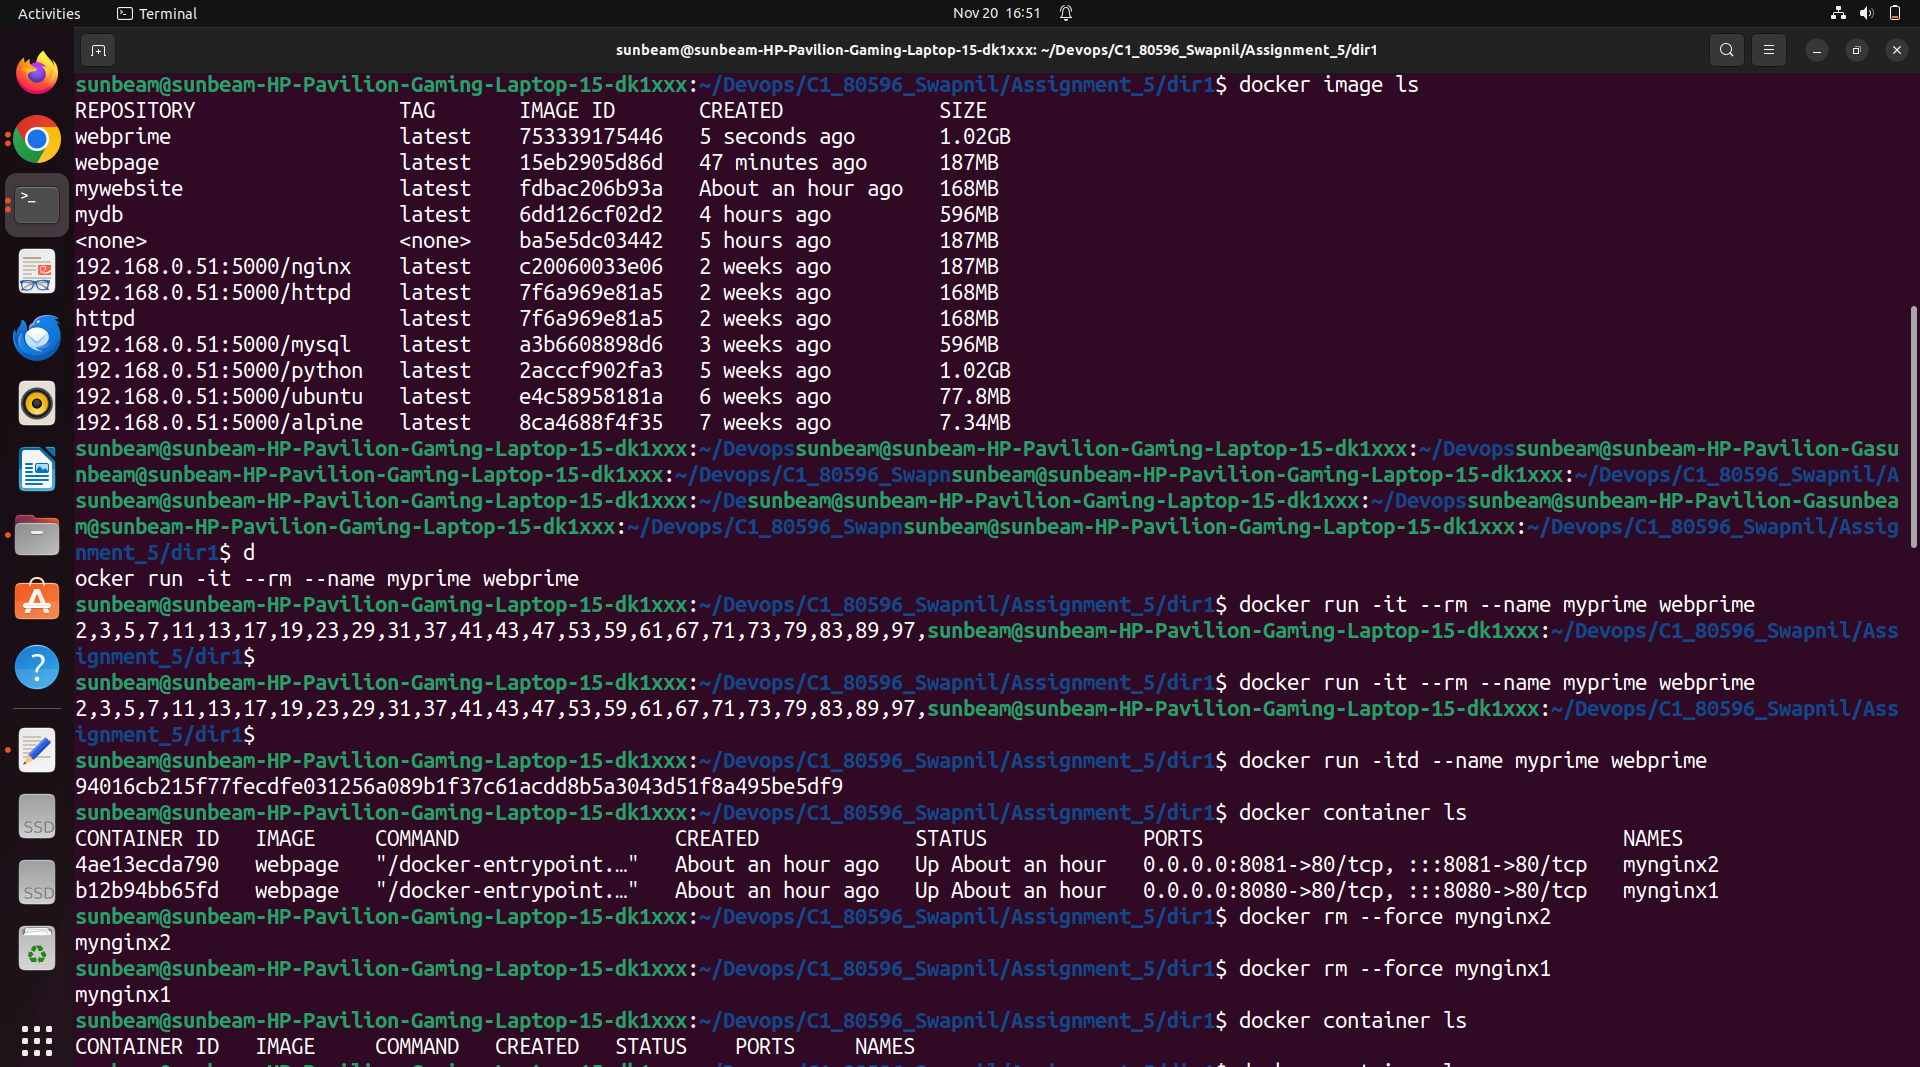 Activities Terminal Nov 20 16:51
sunbeam@sunbeam-HP-Pavilion-Gaming-Laptop-15-dk1xxx: ~/Devops/C1_80596_Swapnil/Assignment_5/dir1
sunbeam@sunbeam-HP-Pavilion-Gaming-Laptop-15-dk1xxx:~/Devops/C1_80596_Swapnil/Assignment_5/dir1$ docker image ls
REPOSITORY TAG IMAGE ID CREATED SIZE
webprime latest 753339175446 5 seconds ago 1.02GB
webpage latest 15eb2905d86d 47 minutes ago 187MB
mywebsite latest fdbac206b93a About an hour ago 168MB
mydb latest 6dd126cf02d2 4 hours ago 596MB
<none> <none> ba5e5dc03442 5 hours ago 187MB
192.168.0.51:5000/nginx latest c20060033e06 2 weeks ago 187MB
192.168.0.51:5000/httpd latest 7f6a969e81a5 2 weeks ago 168MB
httpd latest 7f6a969e81a5 2 weeks ago 168MB
192.168.0.51:5000/mysql latest a3b6608898d6 3 weeks ago 596MB
192.168.0.51:5000/python latest 2acccf902fa3 5 weeks ago 1.02GB
192.168.0.51:5000/ubuntu latest e4c58958181a 6 weeks ago 77.8MB
192.168.0.51:5000/alpine latest 8ca4688f4f35 7 weeks ago 7.34MB
sunbeam@sunbeam-HP-Pavilion-Gaming-Laptop-15-dk1xxx:~/Devopssunbeam@sunbeam-HP-Pavilion-Gaming-Laptop-15-dk1xxx:~/Devopssunbeam@sunbeam-HP-Pavilion-Gasu
nbeam@sunbeam-HP-Pavilion-Gaming-Laptop-15-dk1xxx:~/Devops/C1_80596_Swapnsunbeam@sunbeam-HP-Pavilion-Gaming-Laptop-15-dk1xxx:~/Devops/C1_80596_Swapnil/A
sunbeam@sunbeam-HP-Pavilion-Gaming-Laptop-15-dk1xxx:~/Desunbeam@sunbeam-HP-Pavilion-Gaming-Laptop-15-dk1xxx:~/Devopssunbeam@sunbeam-HP-Pavilion-Gasunbea
m@sunbeam-HP-Pavilion-Gaming-Laptop-15-dk1xxx:~/Devops/C1_80596_Swapnsunbeam@sunbeam-HP-Pavilion-Gaming-Laptop-15-dk1xxx:~/Devops/C1_80596_Swapnil/Assig
nment_5/dir1$ d
ocker run -it --rm --name myprime webprime
sunbeam@sunbeam-HP-Pavilion-Gaming-Laptop-15-dk1xxx:~/Devops/C1_80596_Swapnil/Assignment_5/dir1$ docker run -it --rm --name myprime webprime
2,3,5,7,11,13,17,19,23,29,31,37,41,43,47,53,59,61,67,71,73,79,83,89,97,sunbeam@sunbeam-HP-Pavilion-Gaming-Laptop-15-dk1xxx:~/Devops/C1_80596_Swapnil/Ass
ignment_5/dir1$
sunbeam@sunbeam-HP-Pavilion-Gaming-Laptop-15-dk1xxx:~/Devops/C1_80596_Swapnil/Assignment_5/dir1$ docker run -it --rm --name myprime webprime
2,3,5,7,11,13,17,19,23,29,31,37,41,43,47,53,59,61,67,71,73,79,83,89,97,sunbeam@sunbeam-HP-Pavilion-Gaming-Laptop-15-dk1xxx:~/Devops/C1_80596_Swapnil/Ass
ignment_5/dir1$
sunbeam@sunbeam-HP-Pavilion-Gaming-Laptop-15-dk1xxx:~/Devops/C1_80596_Swapnil/Assignment_5/dir1$ docker run -itd --name myprime webprime
94016cb215f77fecdfe031256a089b1f37c61acdd8b5a3043d51f8a495be5df9
sunbeam@sunbeam-HP-Pavilion-Gaming-Laptop-15-dk1xxx:~/Devops/C1_80596_Swapnil/Assignment_5/dir1$ docker container ls
CONTAINER ID IMAGE COMMAND CREATED STATUS PORTS NAMES
4ae13ecda790 webpage "/docker-entrypoint.…" About an hour ago Up About an hour 0.0.0.0:8081->80/tcp, :::8081->80/tcp mynginx2
b12b94bb65fd webpage "/docker-entrypoint.…" About an hour ago Up About an hour 0.0.0.0:8080->80/tcp, :::8080->80/tcp mynginx1
sunbeam@sunbeam-HP-Pavilion-Gaming-Laptop-15-dk1xxx:~/Devops/C1_80596_Swapnil/Assignment_5/dir1$ docker rm --force mynginx2
mynginx2
sunbeam@sunbeam-HP-Pavilion-Gaming-Laptop-15-dk1xxx:~/Devops/C1_80596_Swapnil/Assignment_5/dir1$ docker rm --force mynginx1
mynginx1
sunbeam@sunbeam-HP-Pavilion-Gaming-Laptop-15-dk1xxx:~/Devops/C1_80596_Swapnil/Assignment_5/dir1$ docker container ls
CONTAINER ID IMAGE COMMAND CREATED STATUS PORTS NAMES
SSD
SSD